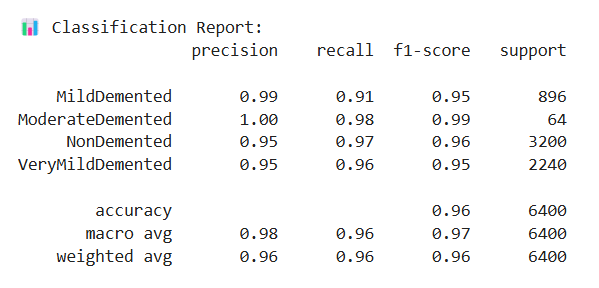 📊 Classification Report:
precision recall f1-score support
MildDemented 0.99 0.91 0.95 896
ModerateDemented 1.00 0.98 0.99 64
NonDemented 0.95 0.97 0.96 3200
VeryMildDemented 0.95 0.96 0.95 2240
accuracy 0.96 6400
macro avg 0.98 0.96 0.97 6400
weighted avg 0.96 0.96 0.96 6400